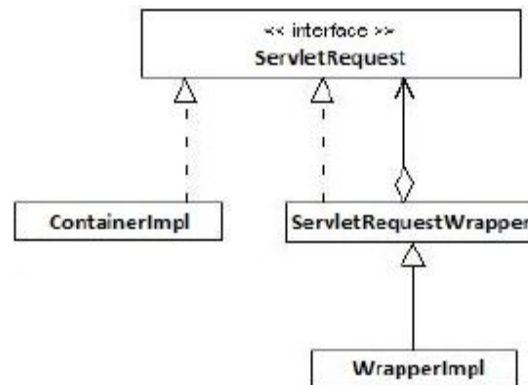 << interface >>
ServletRequest
ContainerImpl
ServletRequestWrapper
WrapperImpl